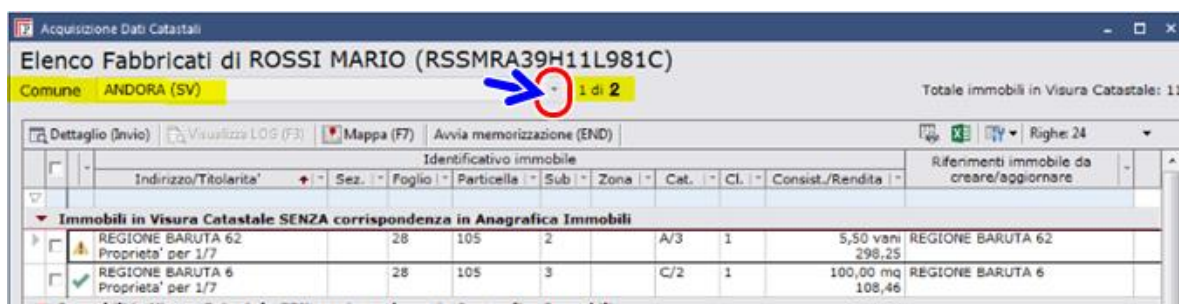 Acquisizione Dati Catastali
Elenco Fabbricati di ROSSI MARIO (RSSMRA39H11L981C)
Comune ANDORA (SV) 1 di 2 Totale immobili in Visura Catastale: 11
Dettaglio (Invio) Visualizza LOG (F3) Mappa (F7) Avvia memorizzazione (END) Righe: 24
Identificativo immobile Riferimenti immobile da
Indirizzo/Titolarita' Sez. Foglio Particella Sub Zona Cat. Cl. Consist./Rendita creare/aggiornare
Immobili in Visura Catastale SENZA corrispondenza in Anagrafica Immobili
REGIONE BARUTA 62 28 105 2 A/3 1 5,50 vani REGIONE BARUTA 62
Proprieta' per 1/7 298,25
REGIONE BARUTA 6 28 105 3 C/2 1 100,00 mq REGIONE BARUTA 6
Proprieta' per 1/7 108,46